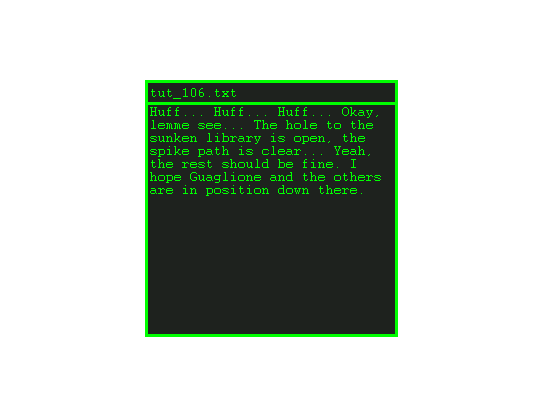 tut_106.txt
Huff... Huff... Huff... Okay,
lemme see... The hole to the
sunken library is open, the
spike path is clear... Yeah,
the rest should be fine. I
hope Guaglione and the others
are in position down there.